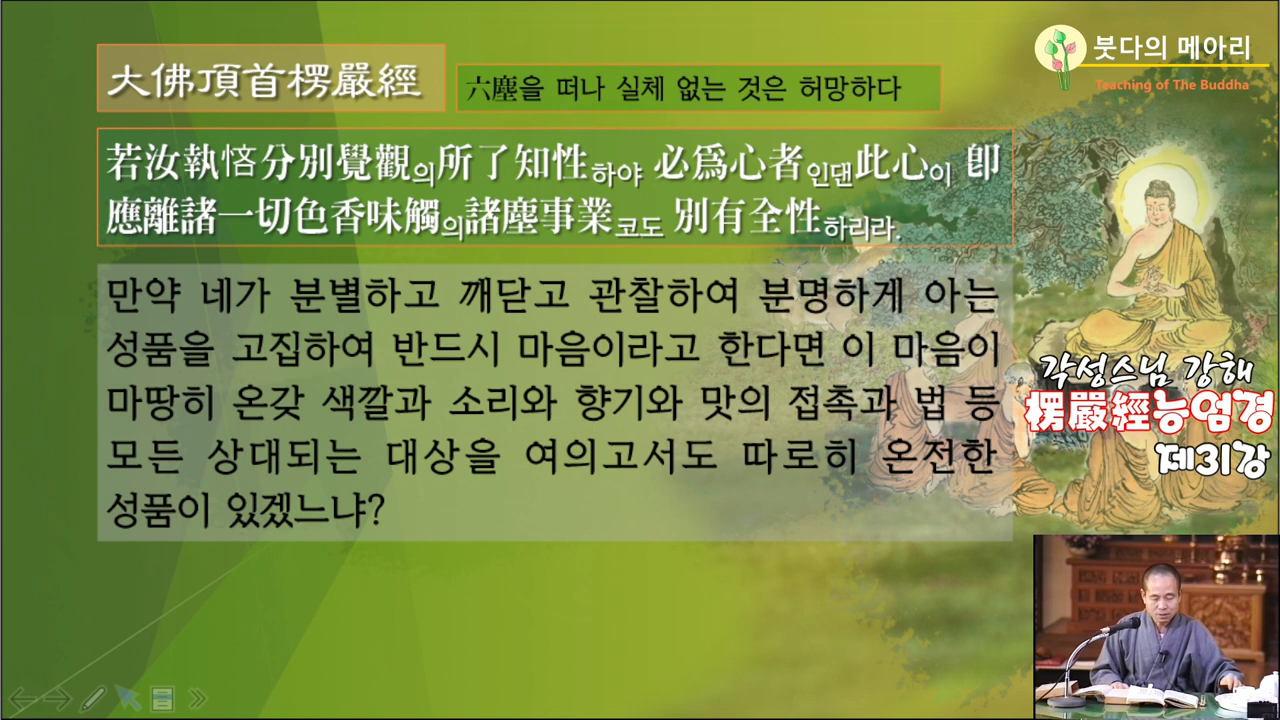 大佛頂首楞嚴經
六塵을 떠나 실체 없는 것은 허망하다
붓다의 메아리
Teaching of The Buddha
若汝執悋分別覺觀의所了知性하야 必爲心者인댄此心이 卽
應離諸一切色香味觸의諸塵事業코도 別有全性하리라.
만약 네가 분별하고 깨닫고 관찰하여 분명하게 아는
성품을 고집하여 반드시 마음이라고 한다면 이 마음이
마땅히 온갖 색깔과 소리와 향기와 맛의 접촉과 법 등
모든 상대되는 대상을 여의고서도 따로히 온전한
성품이 있겠느냐?
각성스님 강해
楞嚴經능엄경
제31강